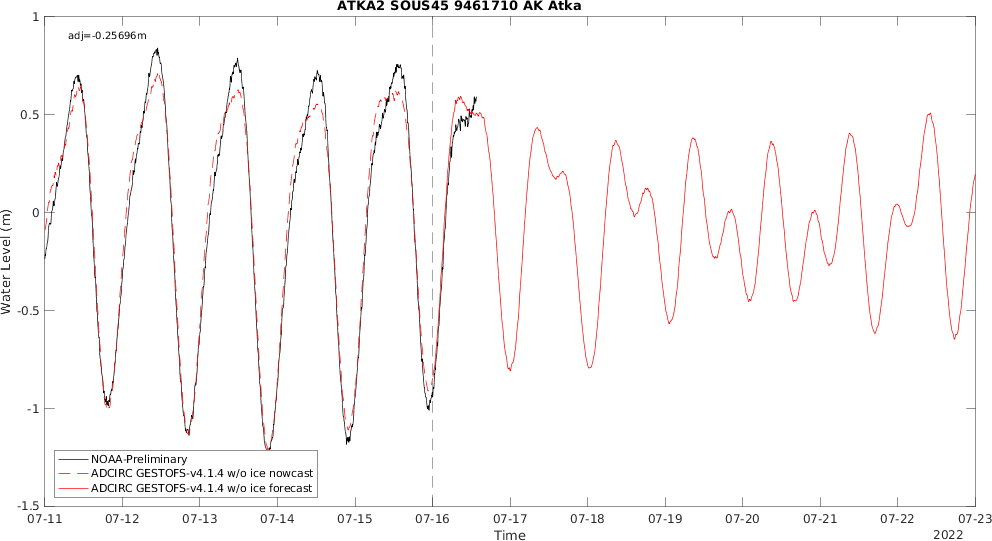 ATKA2 SOUS45 9461710 AK Atka
adj=-0.25696m
1
0.5
0
-0.5
-1
-1.5
Water Level (m)
NOAA-Preliminary
ADCIRC GESTOFS-v4.1.4 w/o ice nowcast
ADCIRC GESTOFS-v4.1.4 w/o ice forecast
07-11 07-12 07-13 07-14 07-15 07-16 07-17 07-18 07-19 07-20 07-21 07-22 07-23
Time
2022